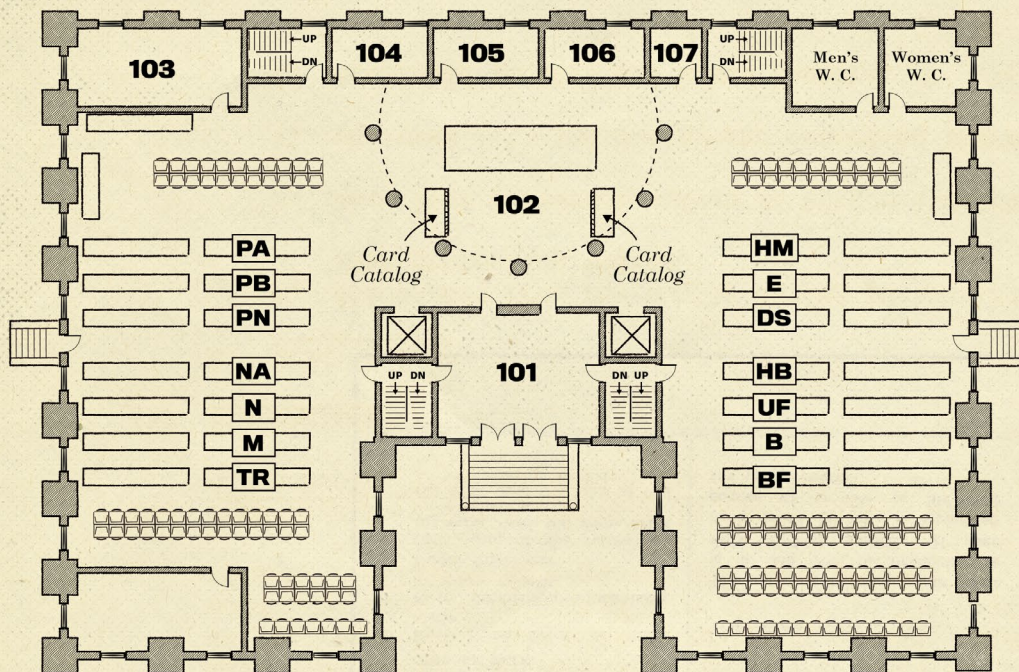 103
UP
DN
104
105
106
107
UP
DN
Men's
W. C.
Women's
W. C.
102
Card
Catalog
Card
Catalog
PA
PB
PN
NA
N
M
TR
HM
E
DS
HB
UF
B
BF
UP DN
101
DN UP